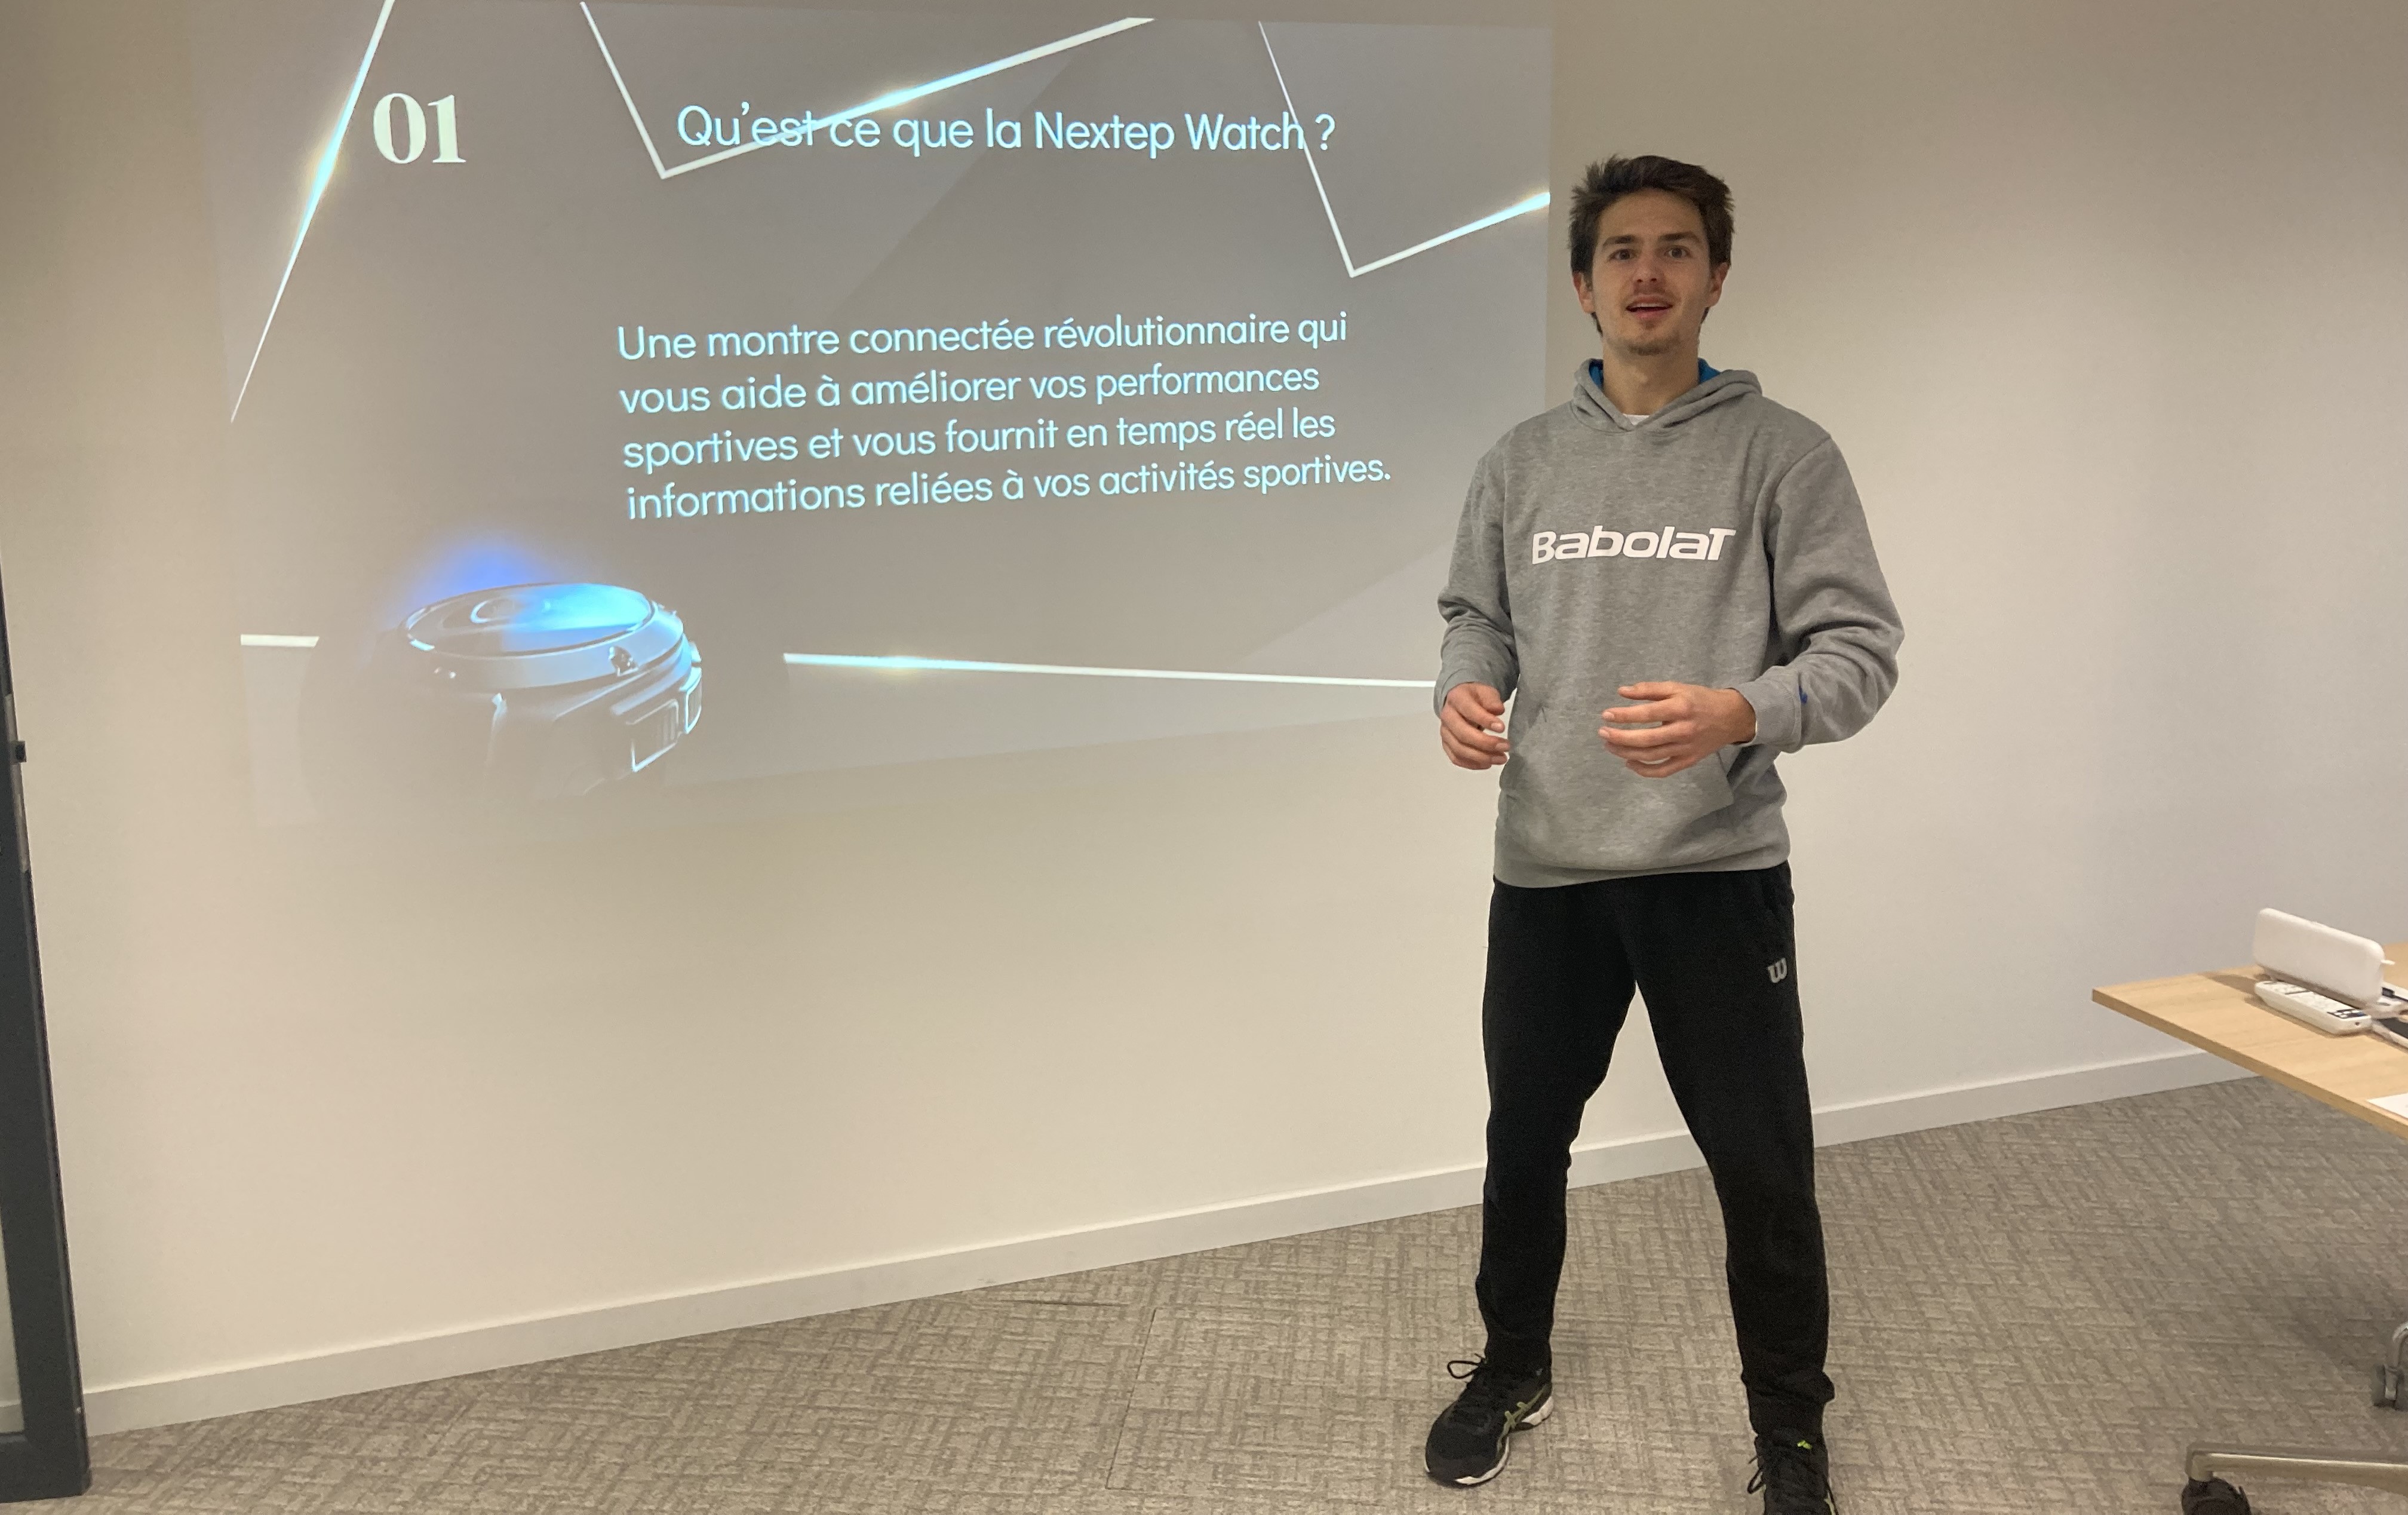 01
Qu'est ce que la Nextep Watch ?
Une montre connectée révolutionnaire qui
vous aide à améliorer vos performances
sportives et vous fournit en temps réel les
informations reliées à vos activités sportives.
BabolaT
W